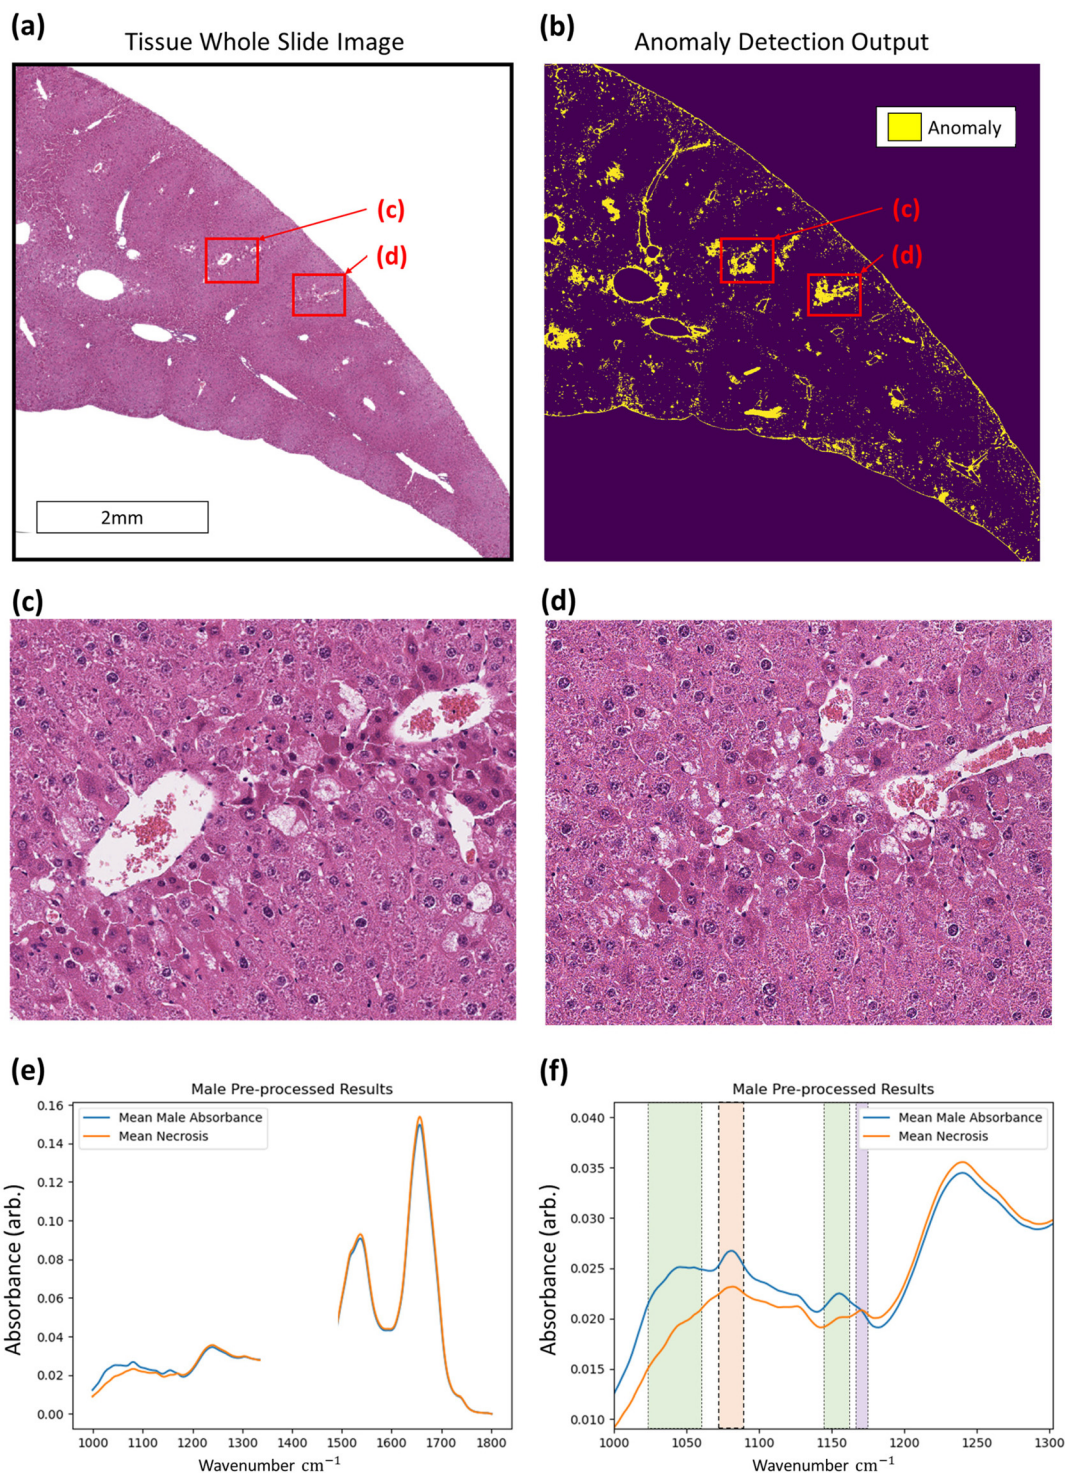 (a)
Tissue Whole Slide Image
(c)
(d)
2mm
(b)
Anomaly Detection Output
Anomaly
(c)
(d)
(c)
(d)
(e)
Male Pre-processed Results
Mean Male Absorbance
Mean Necrosis
Absorbance (arb.)
0.16
0.14
0.12
0.10
0.08
0.06
0.04
0.02
0.00
1000 1100 1200 1300 1400 1500 1600 1700 1800
Wavenumber cm⁻¹
(f)
Male Pre-processed Results
Mean Male Absorbance
Mean Necrosis
Absorbance (arb.)
0.040
0.035
0.030
0.025
0.020
0.015
0.010
1000 1050 1100 1150 1200 1250 1300
Wavenumber cm⁻¹